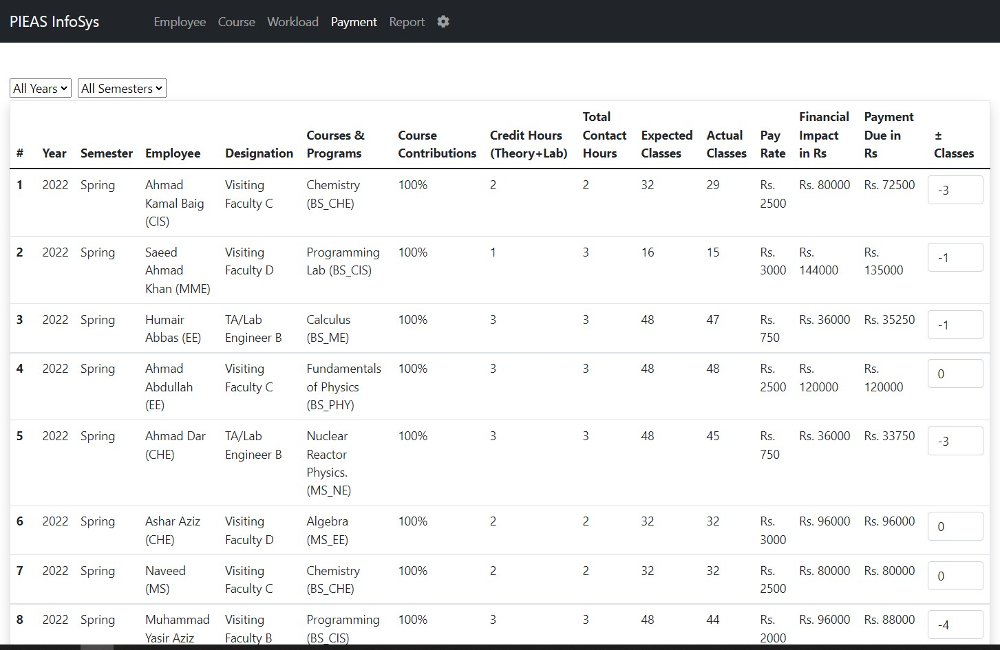 PIEAS InfoSys Employee Course Workload Payment Report
All Years All Semesters
# Year Semester Employee Designation Courses & Programs Course Contributions Credit Hours (Theory+Lab) Total Contact Hours Expected Classes Actual Classes Pay Rate Financial Impact in Rs Payment Due in Rs ± Classes
1 2022 Spring Ahmad Kamal Baig (CIS) Visiting Faculty C Chemistry (BS_CHE) 100% 2 2 32 29 Rs. 2500 Rs. 80000 Rs. 72500 -3
2 2022 Spring Saeed Ahmad Khan (MME) Visiting Faculty D Programming Lab (BS_CIS) 100% 1 3 16 15 Rs. 3000 Rs. 144000 Rs. 135000 -1
3 2022 Spring Humair Abbas (EE) TA/Lab Engineer B Calculus (BS_ME) 100% 3 3 48 47 Rs. 750 Rs. 36000 Rs. 35250 -1
4 2022 Spring Ahmad Abdullah (EE) Visiting Faculty C Fundamentals of Physics (BS_PHY) 100% 3 3 48 48 Rs. 2500 Rs. 120000 Rs. 120000 0
5 2022 Spring Ahmad Dar (CHE) TA/Lab Engineer B Nuclear Reactor Physics. (MS_NE) 100% 3 3 48 45 Rs. 750 Rs. 36000 Rs. 33750 -3
6 2022 Spring Ashar Aziz (CHE) Visiting Faculty D Algebra (MS_EE) 100% 2 2 32 32 Rs. 3000 Rs. 96000 Rs. 96000 0
7 2022 Spring Naveed (MS) Visiting Faculty C Chemistry (BS_CHE) 100% 2 2 32 32 Rs. 2500 Rs. 80000 Rs. 80000 0
8 2022 Spring Muhammad Yasir Aziz Visiting Faculty B Programming (BS_CIS) 100% 3 3 48 44 Rs. 2000 Rs. 96000 Rs. 88000 -4